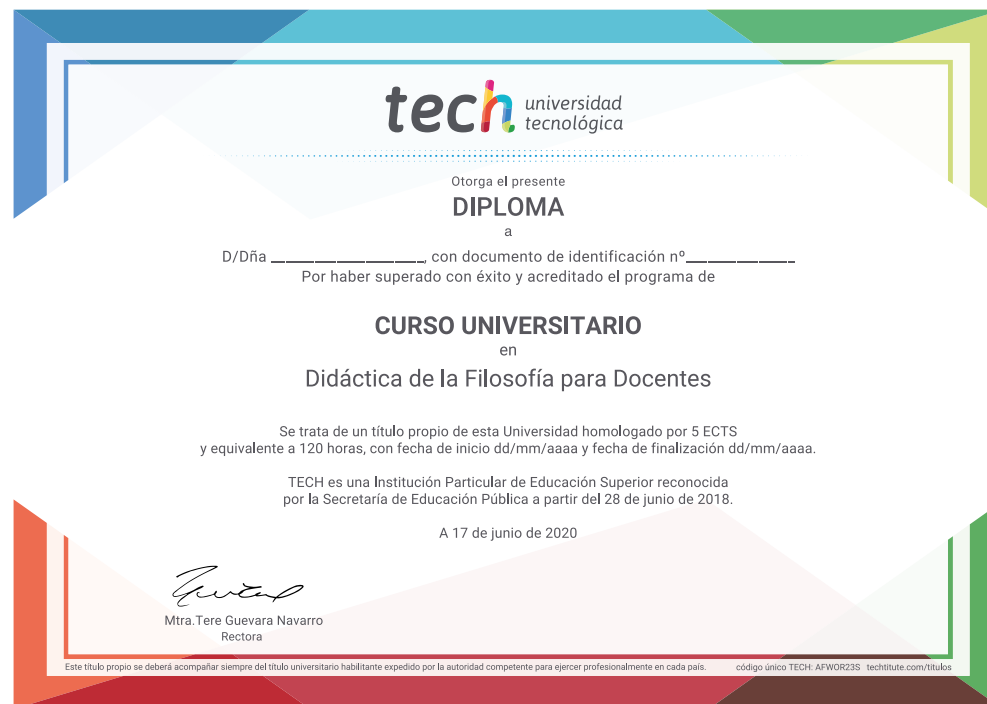 tech universidad
tecnológica
Otorga el presente
DIPLOMA
a
D/Dña ____________________, con documento de identificación nº______________
Por haber superado con éxito y acreditado el programa de
CURSO UNIVERSITARIO
en
Didáctica de la Filosofía para Docentes
Se trata de un título propio de esta Universidad homologado por 5 ECTS
y equivalente a 120 horas, con fecha de inicio dd/mm/aaaa y fecha de finalización dd/mm/aaaa.
TECH es una Institución Particular de Educación Superior reconocida
por la Secretaría de Educación Pública a partir del 28 de junio de 2018.
A 17 de junio de 2020
Mtra.Tere Guevara Navarro
Rectora
Este título propio se deberá acompañar siempre del título universitario habilitante expedido por la autoridad competente para ejercer profesionalmente en cada país. código único TECH: AFWOR23S techtitute.com/titulos